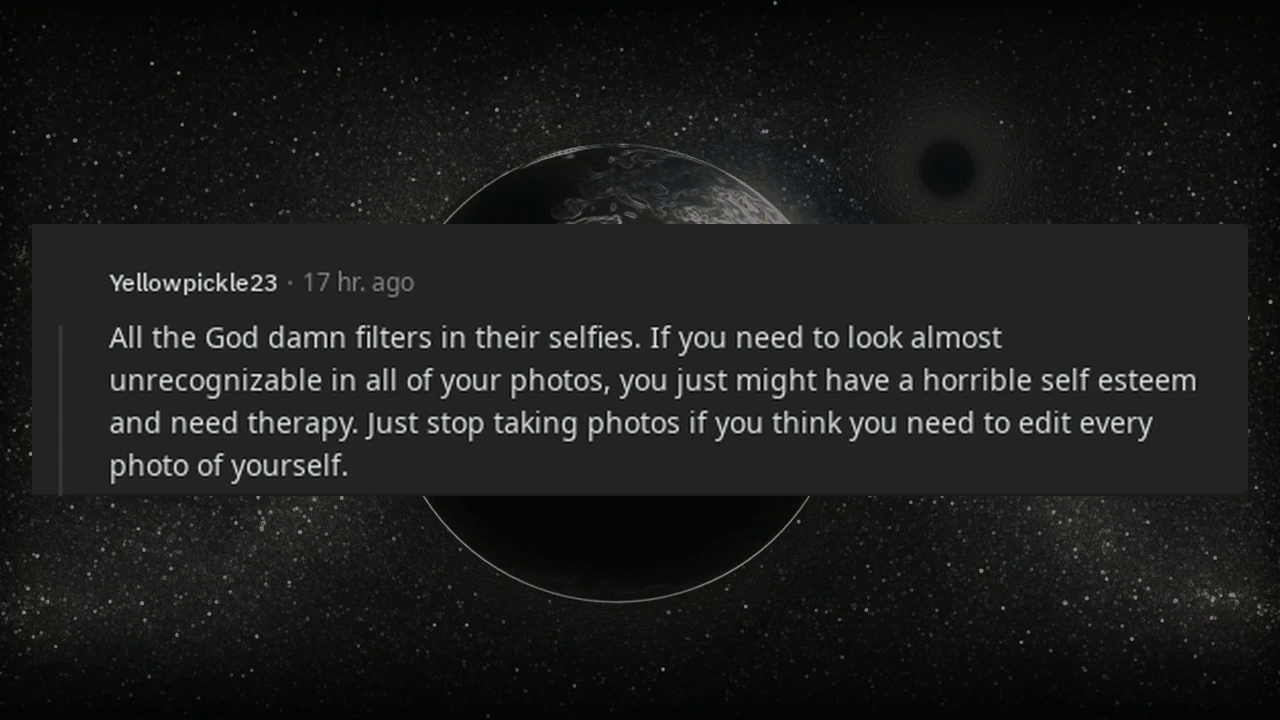 Yellowpickle23 · 17 hr. ago
All the God damn filters in their selfies. If you need to look almost
unrecognizable in all of your photos, you just might have a horrible self esteem
and need therapy. Just stop taking photos if you think you need to edit every
photo of yourself.